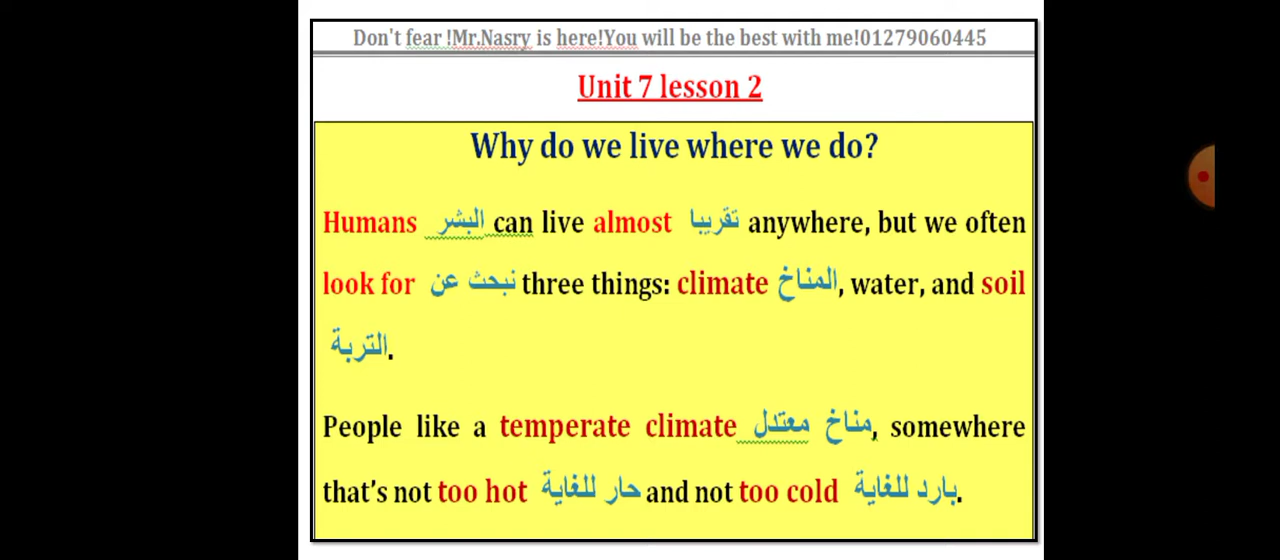 Don't fear !Mr.Nasry is here!You will be the best with me!01279060445
Unit 7 lesson 2
Why do we live where we do?
Humans البشر can live almost تقريبا anywhere, but we often
look for نبحث عن three things: climate المناخ, water, and soil
التربة.
People like a temperate climate مناخ معتدل, somewhere
that's not too hot حار للغاية and not too cold بارد للغاية.